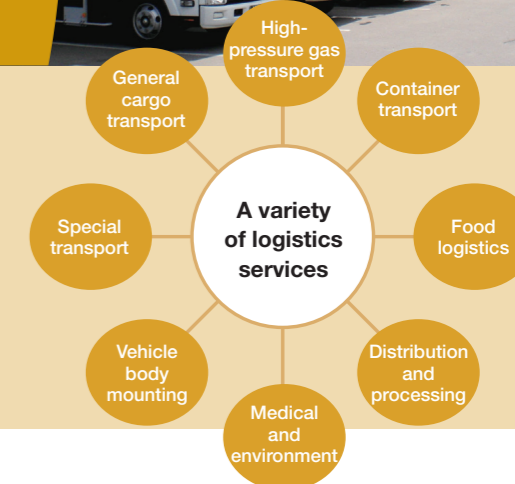 High-
pressure gas
transport
General
cargo
transport
Container
transport
Special
transport
A variety
of logistics
services
Food
logistics
Vehicle
body
mounting
Distribution
and
processing
Medical
and
environment